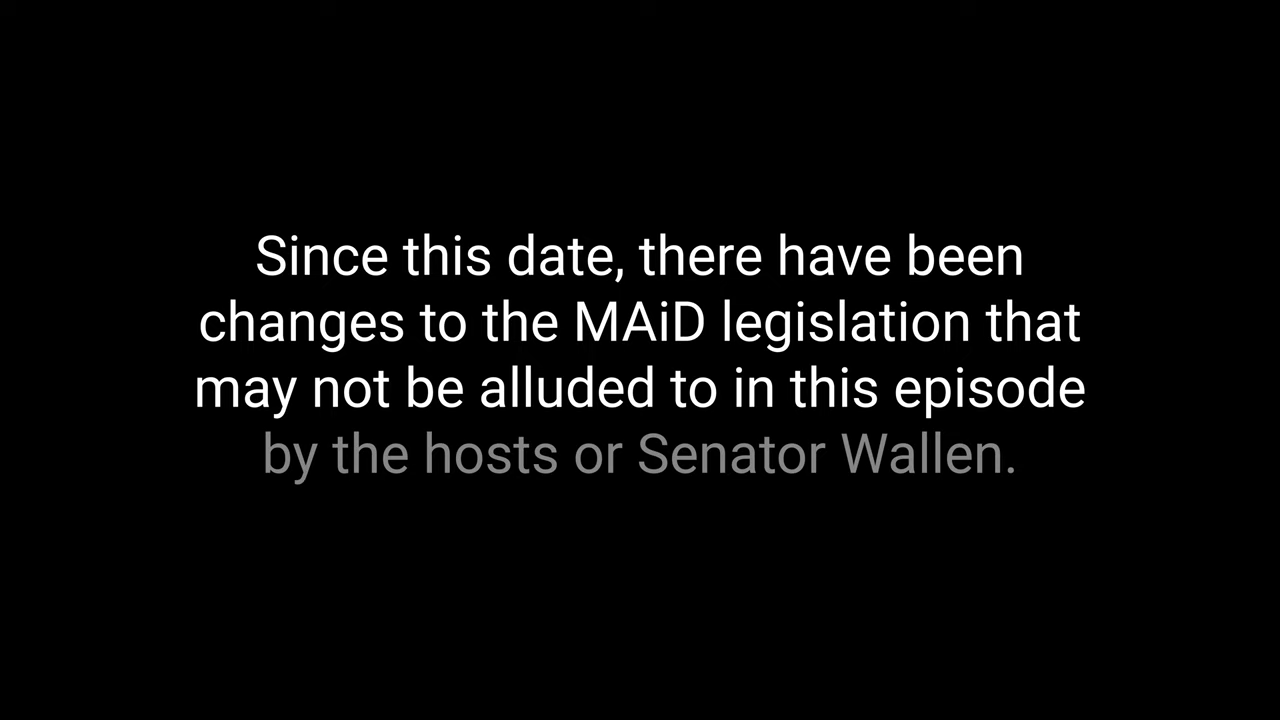 Since this date, there have been
changes to the MAiD legislation that
may not be alluded to in this episode
by the hosts or Senator Wallen.